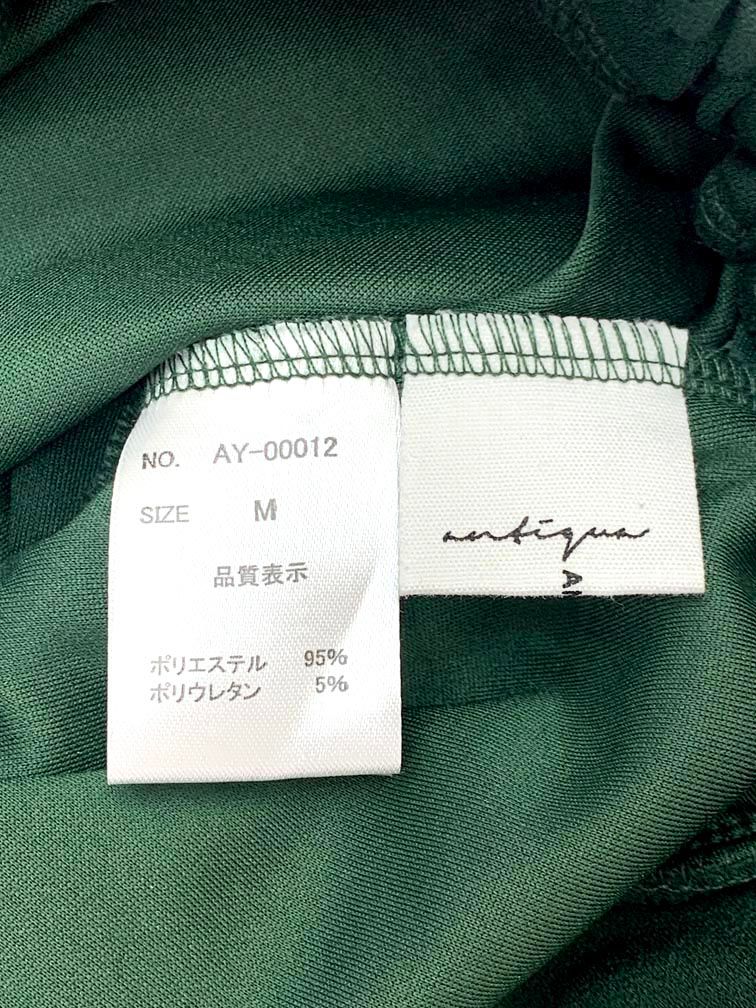 NO. AY-00012
SIZE M
品質表示
ポリエステル 95%
ポリウレタン 5%
antiqua